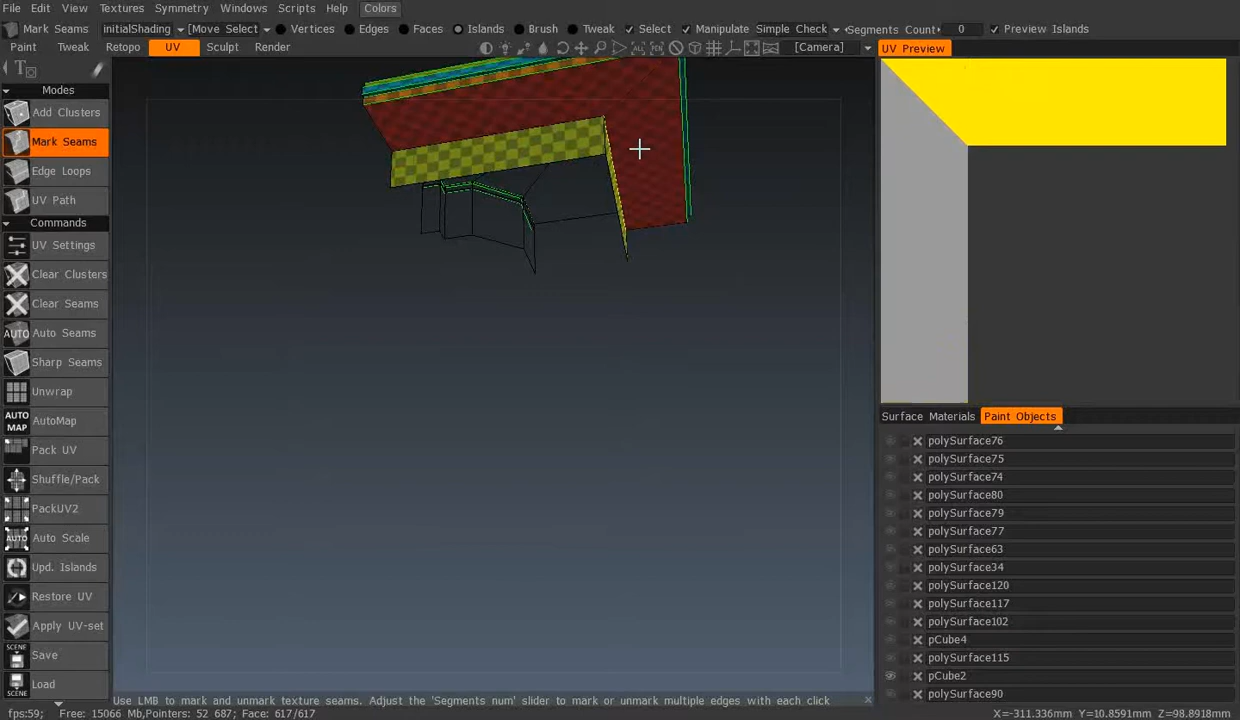 File Edit View Textures Symmetry Windows Scripts Help Colors
Mark Seams initialShading [Move Select] Vertices Edges Faces Islands Brush Tweak Select Manipulate Simple Check Segments Count: 0 Preview Islands
Paint Tweak Retopo UV Sculpt Render [Camera] UV Preview
Modes
Add Clusters
Mark Seams
Edge Loops
UV Path
Commands
UV Settings
Clear Clusters
Clear Seams
AUTO Auto Seams
Sharp Seams
Unwrap
AUTO MAP AutoMap
Pack UV
Shuffle/Pack
PackUV2
AUTO Auto Scale
Upd. Islands
Restore UV
Apply UV-set
SCENE Save
Load
SCENE
Surface Materials Paint Objects
polySurface76
polySurface75
polySurface74
polySurface80
polySurface79
polySurface77
polySurface63
polySurface34
polySurface120
polySurface117
polySurface102
pCube4
polySurface115
pCube2
polySurface90
Use LMB to mark and unmark texture seams. Adjust the 'Segments num' slider to mark or unmark multiple edges with each click
fps:59; Free: 15066 Mb,Pointers: 52 687; Face: 617/617 X=-311.336mm Y=10.8591mm Z=98.8918mm